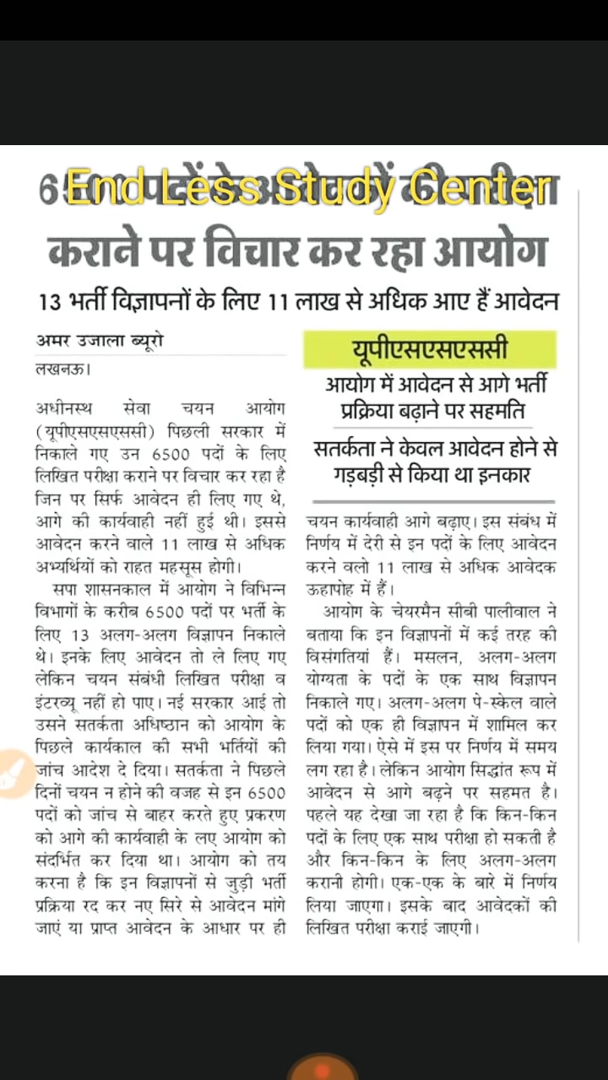 End Less Study Center
कराने पर विचार कर रहा आयोग
13 भर्ती विज्ञापनों के लिए 11 लाख से अधिक आए हैं आवेदन
अमर उजाला ब्यूरो
लखनऊ।
अधीनस्थ सेवा चयन आयोग
(यूपीएसएसएससी) पिछली सरकार में
निकाले गए उन 6500 पदों के लिए
लिखित परीक्षा कराने पर विचार कर रहा है
जिन पर सिर्फ आवेदन ही लिए गए थे,
आगे की कार्यवाही नहीं हुई थी। इससे
आवेदन करने वाले 11 लाख से अधिक
अभ्यर्थियों को राहत महसूस होगी।
सपा शासनकाल में आयोग ने विभिन्न
विभागों के करीब 6500 पदों पर भर्ती के
लिए 13 अलग-अलग विज्ञापन निकाले
थे। इनके लिए आवेदन तो ले लिए गए
लेकिन चयन संबंधी लिखित परीक्षा व
इंटरव्यू नहीं हो पाए। नई सरकार आई तो
उसने सतर्कता अधिष्ठान को आयोग के
पिछले कार्यकाल की सभी भर्तियों की
जांच आदेश दे दिया। सतर्कता ने पिछले
दिनों चयन न होने की वजह से इन 6500
पदों को जांच से बाहर करते हुए प्रकरण
को आगे की कार्यवाही के लए आयोग को
संदर्भित कर दिया था। आयोग को तय
करना है कि इन विज्ञापनों से जुड़ी भर्ती
प्रक्रिया रद कर नए सिरे से आवेदन मांगे
जाएं या प्राप्त आवेदन के आधार पर ही
यूपीएसएसएससी
आयोग में आवेदन से आगे भर्ती
प्रक्रिया बढ़ाने पर सहमति
सतर्कता ने केवल आवेदन होने से
गड़बड़ी से किया था इनकार
चयन कार्यवाही आगे बढ़ाए। इस संबंध में
निर्णय में देरी से इन पदों के लिए आवेदन
करने वलो 11 लाख से अधिक आवेदक
ऊहापोह में हैं।
आयोग के चेयरमैन सीबी पालीवाल ने
बताया कि इन विज्ञापनों में कई तरह की
विसंगतियां हैं। मसलन, अलग-अलग
योग्यता के पदों के एक साथ विज्ञापन
निकाले गए। अलग-अलग पे-स्केल वाले
पदों को एक ही विज्ञापन में शामिल कर
लिया गया। ऐसे में इस पर निर्णय में समय
लग रहा है। लेकिन आयोग सिद्धांत रूप में
आवेदन से आगे बढ़ने पर सहमत है।
पहले यह देखा जा रहा है कि किन-किन
पदों के लिए एक साथ परीक्षा हो सकती है
और किन-किन के लिए अलग-अलग
करानी होगी। एक-एक के बारे में निर्णय
लिया जाएगा। इसके बाद आवेदकों की
लिखित परीक्षा कराई जाएगी।